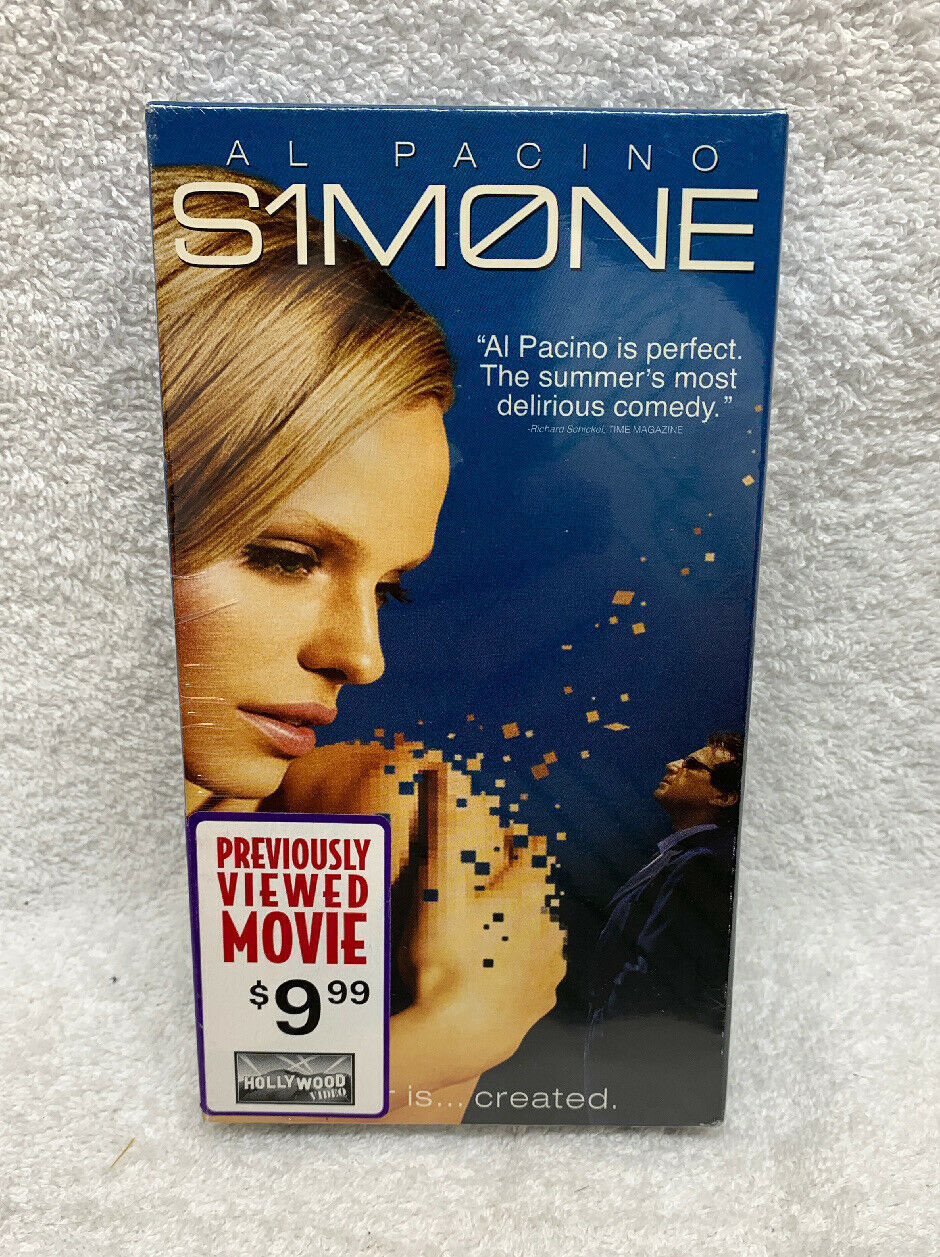 AL PACINO
S1MØNE
“Al Pacino is perfect.
The summer’s most
delirious comedy.”
-Richard Schickel, TIME MAGAZINE
PREVIOUSLY
VIEWED
MOVIE
$9.99
HOLLYWOOD
VIDEO
is... created.